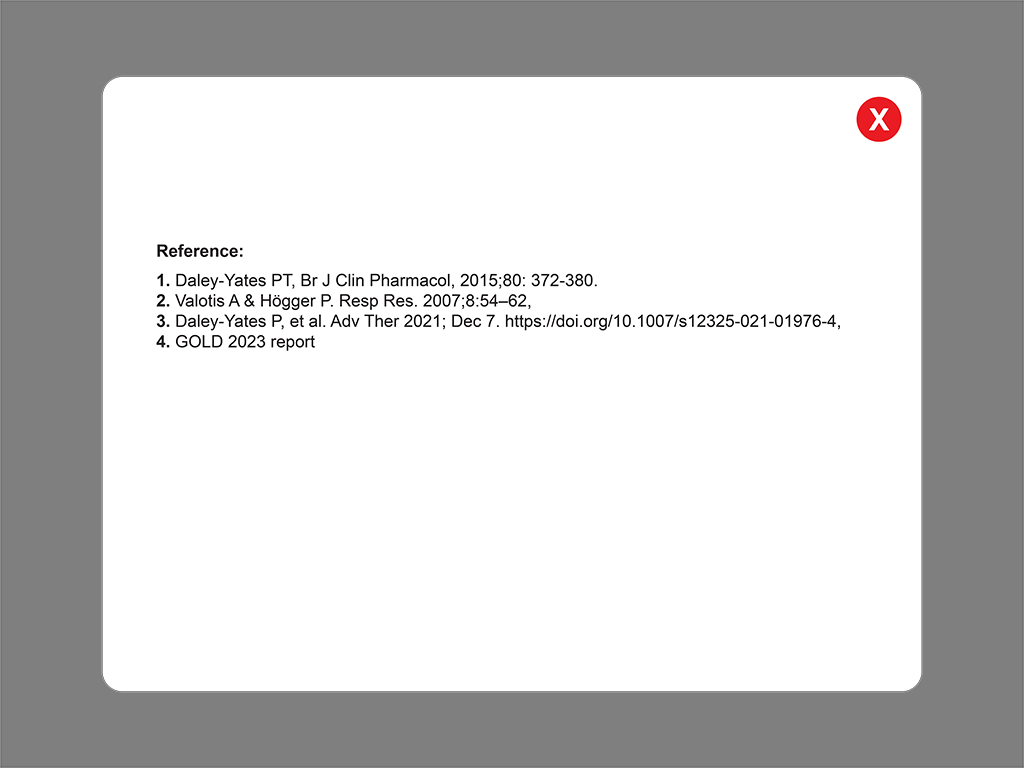 X
Reference:
1. Daley-Yates PT, Br J Clin Pharmacol, 2015;80: 372-380.
2. Valotis A & Högger P. Resp Res. 2007;8:54–62,
3. Daley-Yates P, et al. Adv Ther 2021; Dec 7. https://doi.org/10.1007/s12325-021-01976-4,
4. GOLD 2023 report